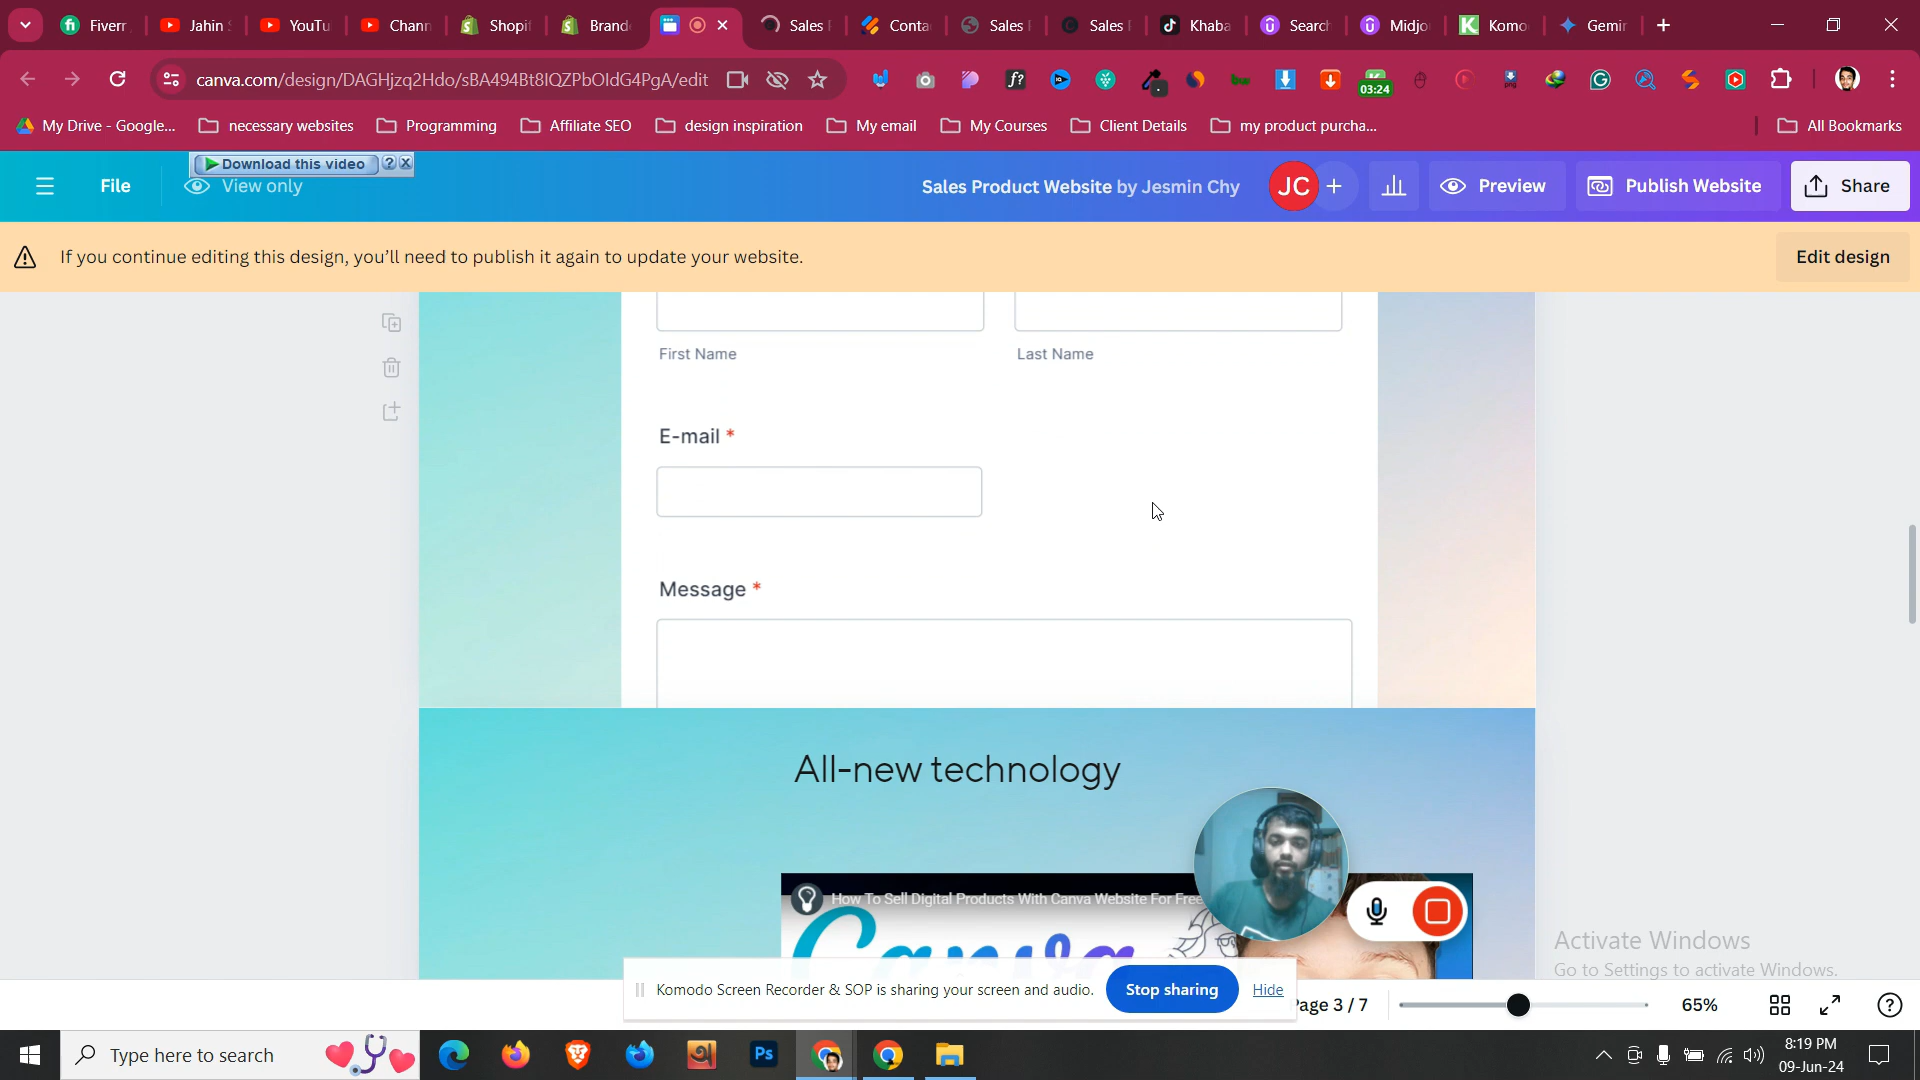 Fiverr
Jahin
YouTu
Chann
Shopif
Brande
Sales
Conta
Sales
Sales
Khaba
Search
Midjo
Komo
Gemin
canva.com/design/DAGHjzq2Hdo/sBA494Bt8IQZPbOIdG4PgA/edit
03:24
My Drive - Google...
necessary websites
Programming
Affiliate SEO
design inspiration
My email
My Courses
Client Details
my product purcha...
All Bookmarks
Download this video
File
View only
Sales Product Website by Jesmin Chy
JC
Preview
Publish Website
Share
If you continue editing this design, you’ll need to publish it again to update your website.
Edit design
First Name
Last Name
E-mail *
Message *
All-new technology
How To Sell Digital Products With Canva Website For Free
Canva
Activate Windows
Go to Settings to activate Windows.
Komodo Screen Recorder & SOP is sharing your screen and audio.
Stop sharing
Hide
Page 3 / 7
65%
Type here to search
Ps
8:19 PM
09-Jun-24